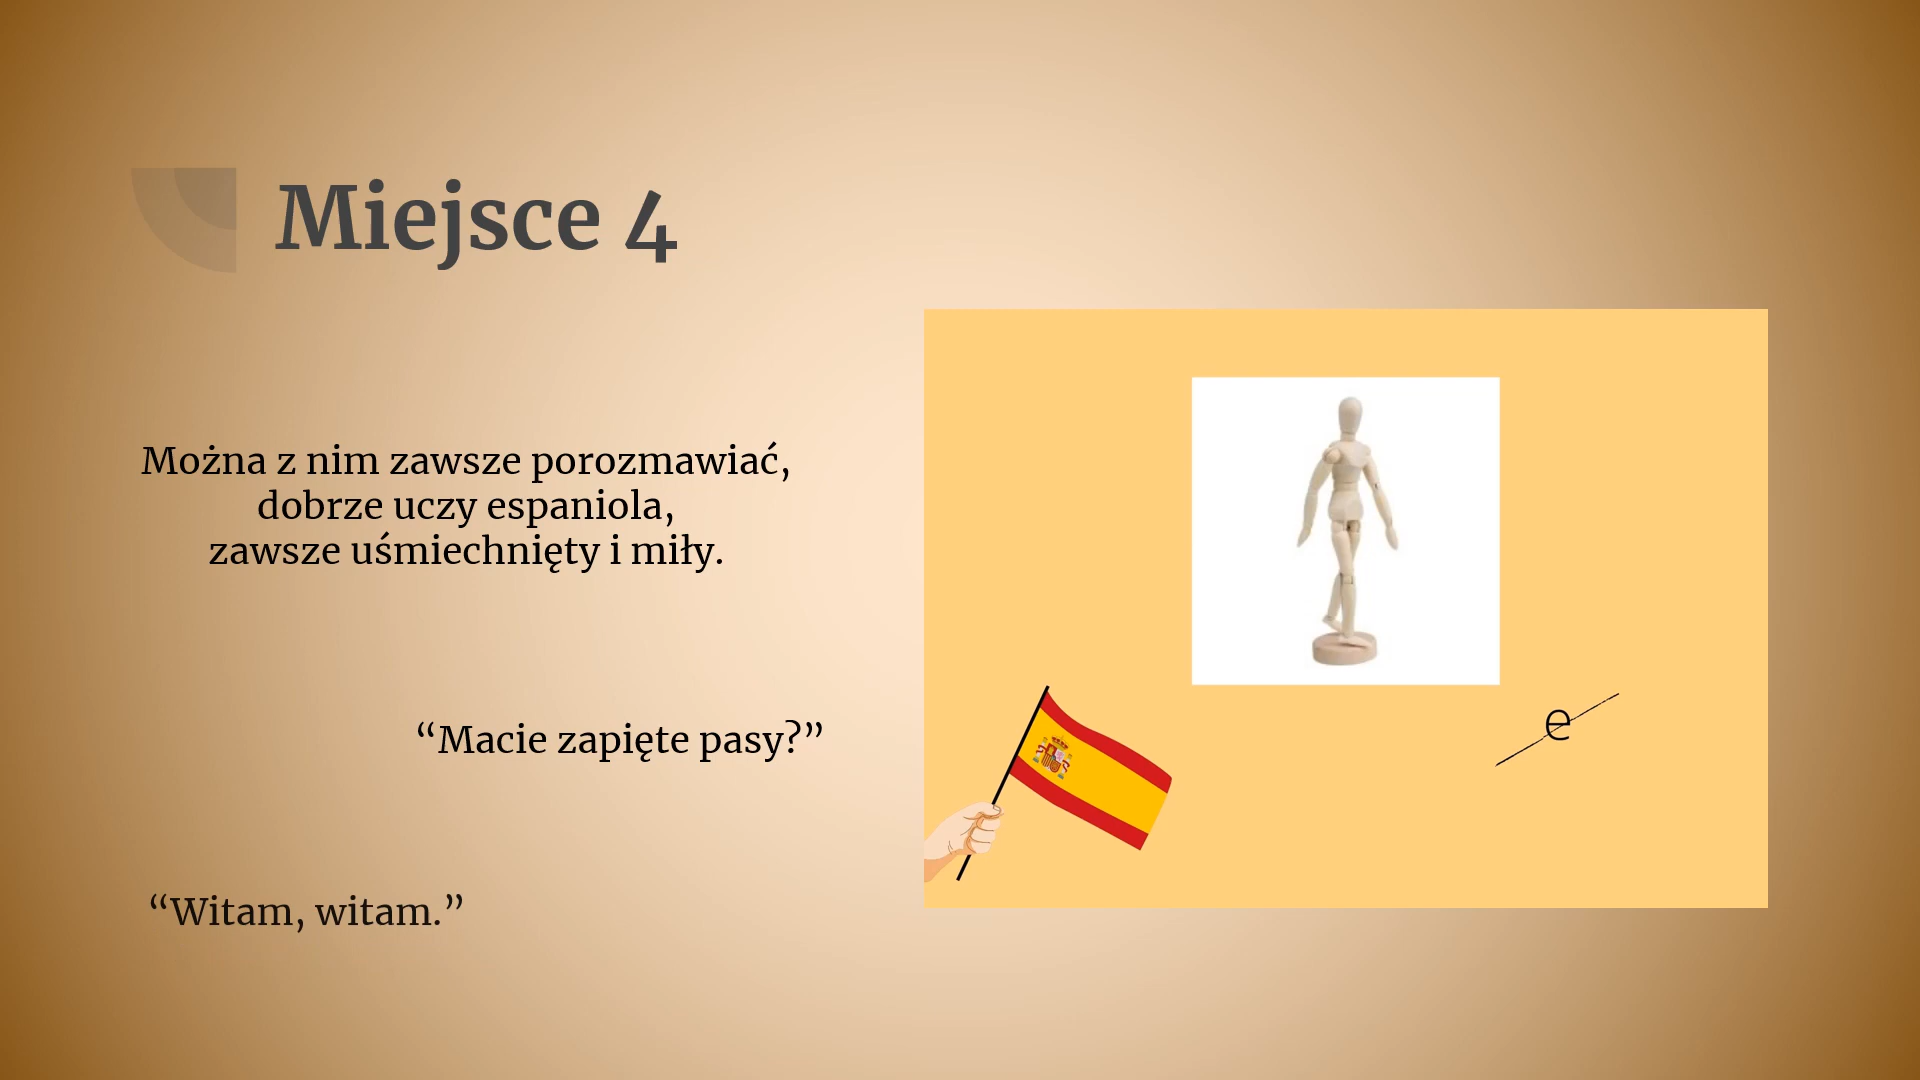 Miejsce 4
Można z nim zawsze porozmawiać,
dobrze uczy espaniola,
zawsze uśmiechnięty i miły.
“Macie zapięte pasy?”
“Witam, witam.”
e